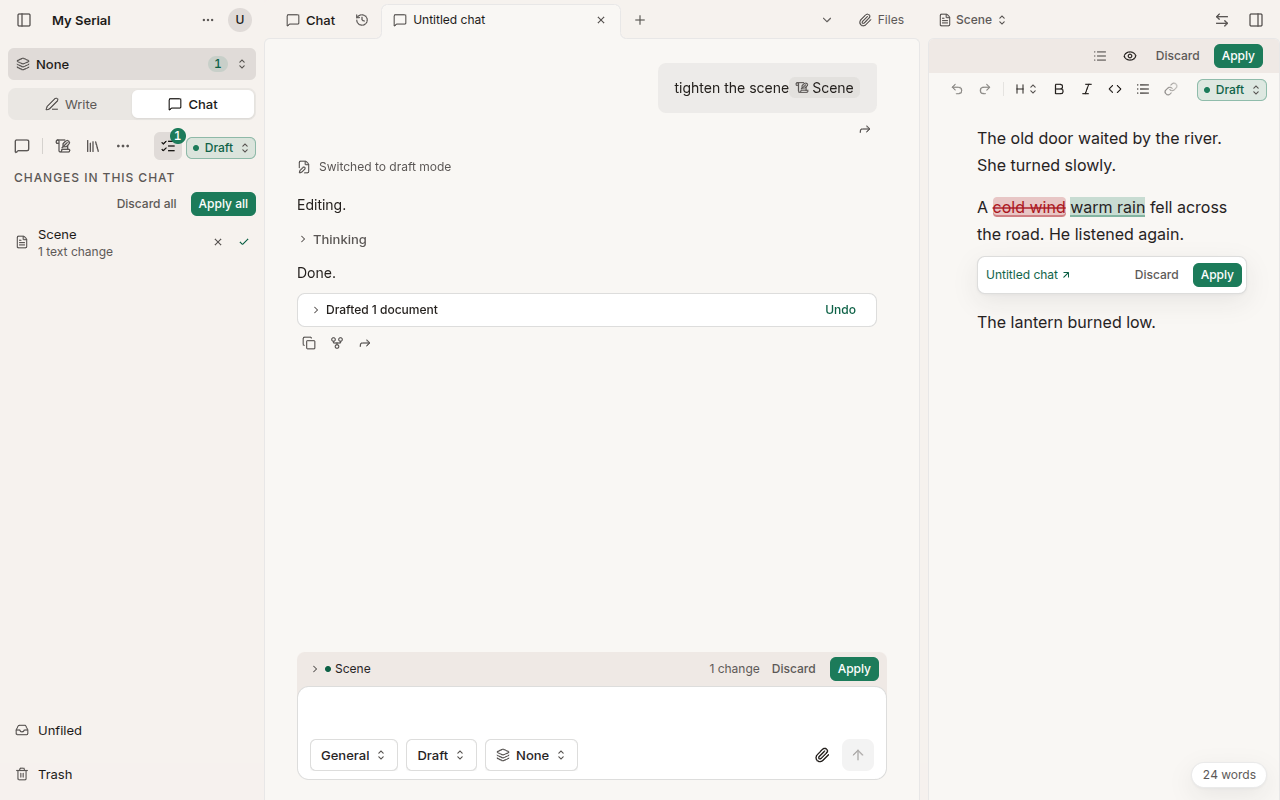 My Serial
U
None
1
Write
Chat
1
Draft
CHANGES IN THIS CHAT
Discard all
Apply all
Scene
1 text change
Unfiled
Trash
Chat
Untitled chat
Files
tighten the scene Scene
Switched to draft mode
Editing.
Thinking
Done.
Drafted 1 document
Undo
Scene
1 change
Discard
Apply
General
Draft
None
Scene
Discard
Apply
H
B
I
Draft
The old door waited by the river.
She turned slowly.
A cold wind warm rain fell across
the road. He listened again.
Untitled chat
Discard
Apply
The lantern burned low.
24 words